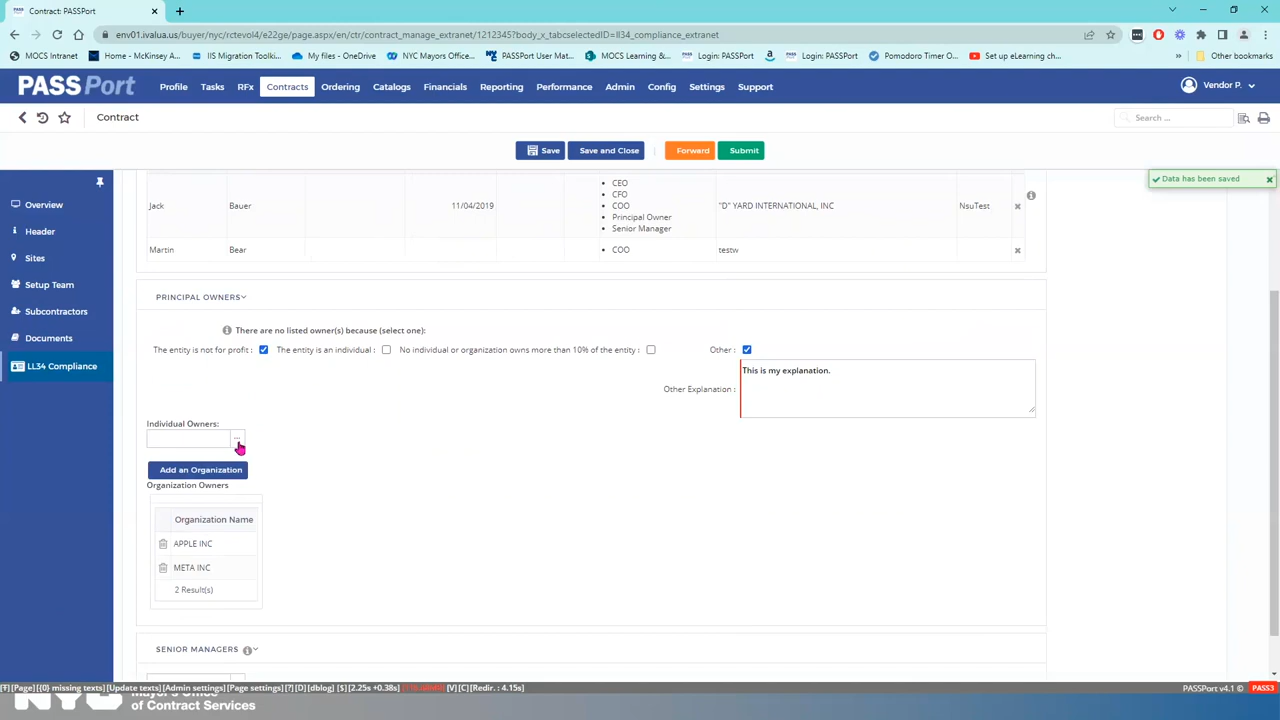 Contract: PASSPort
env01.ivalua.us/buyer/nyc/rctevol4/e22ge/page.aspx/en/ctr/contract_manage_extranet/1212345?body_x_tabcselectedID=ll34_compliance_extranet
MOCS Intranet
Home - McKinsey A...
IIS Migration Toolki...
My files - OneDrive
NYC Mayors Office...
PASSPort User Mat...
MOCS Learning &...
Login: PASSPort
Login: PASSPort
Pomodoro Timer O...
Set up eLearning ch...
»
Other bookmarks
PASSPort
Profile
Tasks
RFx
Contracts
Ordering
Catalogs
Financials
Reporting
Performance
Admin
Config
Settings
Support
Vendor P.
Contract
Search ...
Save
Save and Close
Forward
Submit
Data has been saved
Overview
Header
Sites
Setup Team
Subcontractors
Documents
LL34 Compliance
CEO
CFO
Jack Bauer 11/04/2019 • COO "D" YARD INTERNATIONAL, INC NsuTest
Principal Owner
Senior Manager
Martin Bear • COO testw
PRINCIPAL OWNERS
There are no listed owner(s) because (select one):
The entity is not for profit :
The entity is an individual :
No individual or organization owns more than 10% of the entity :
Other :
Other Explanation :
This is my explanation.
Individual Owners:
...
Add an Organization
Organization Owners
Organization Name
APPLE INC
META INC
2 Result(s)
SENIOR MANAGERS
[Page]
[{0} missing texts]
[Update texts]
[Admin settings]
[Page settings]
[?]
[D]
[dblog]
[$]
[2.25s +0.38s]
[V]
[C]
[Redir. : 4.15s]
PASSPort v4.1 ©
PASS3
NYC
Mayor's Office
of Contract Services